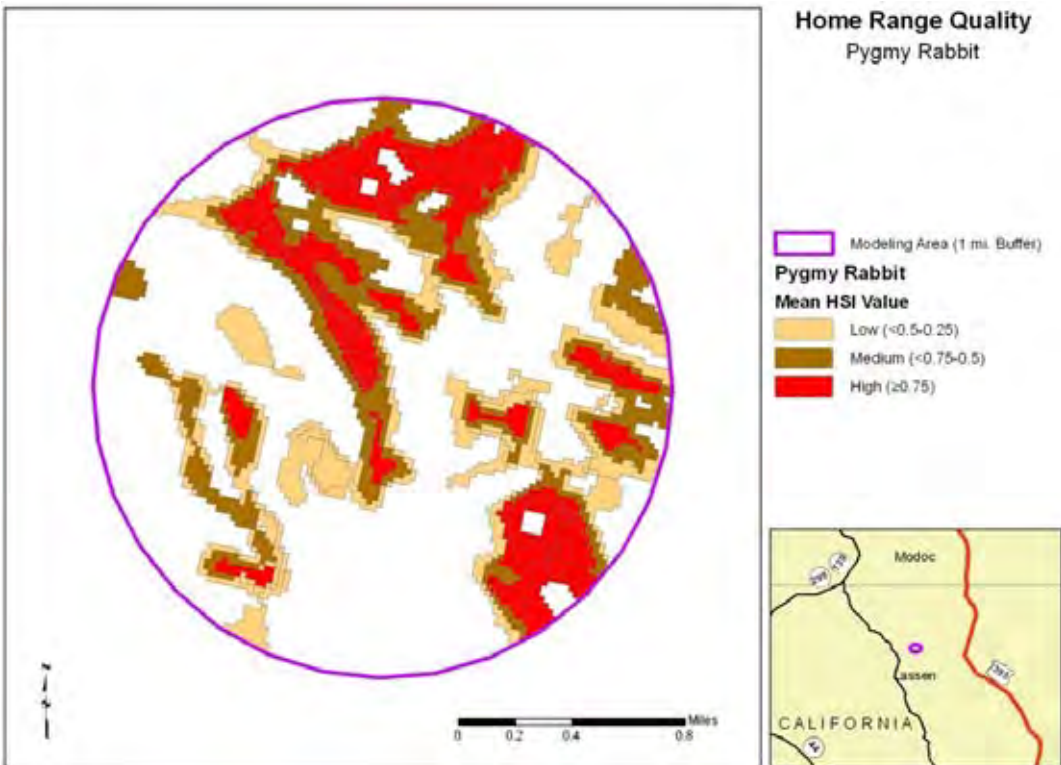 Home Range Quality
Pygmy Rabbit
Modeling Area (1 mi. Buffer)
Pygmy Rabbit
Mean HSI Value
Low (<0.5-0.25)
Medium (<0.75-0.5)
High (≥0.75)
Miles
0 0.2 0.4 0.8
Modoc
299 139
395
assen
CALIFORNIA
44